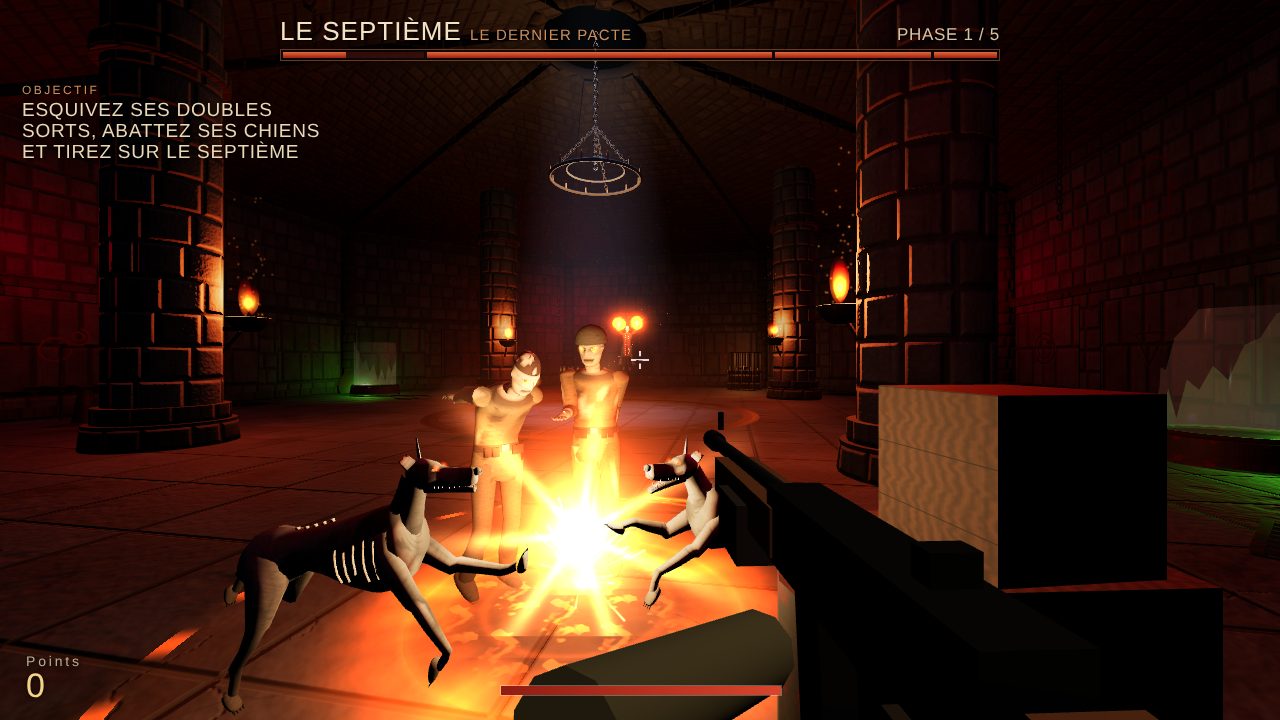 LE SEPTIÈME LE DERNIER PACTE PHASE 1 / 5
OBJECTIF
ESQUIVEZ SES DOUBLES
SORTS, ABATTEZ SES CHIENS
ET TIREZ SUR LE SEPTIÈME
Points
0